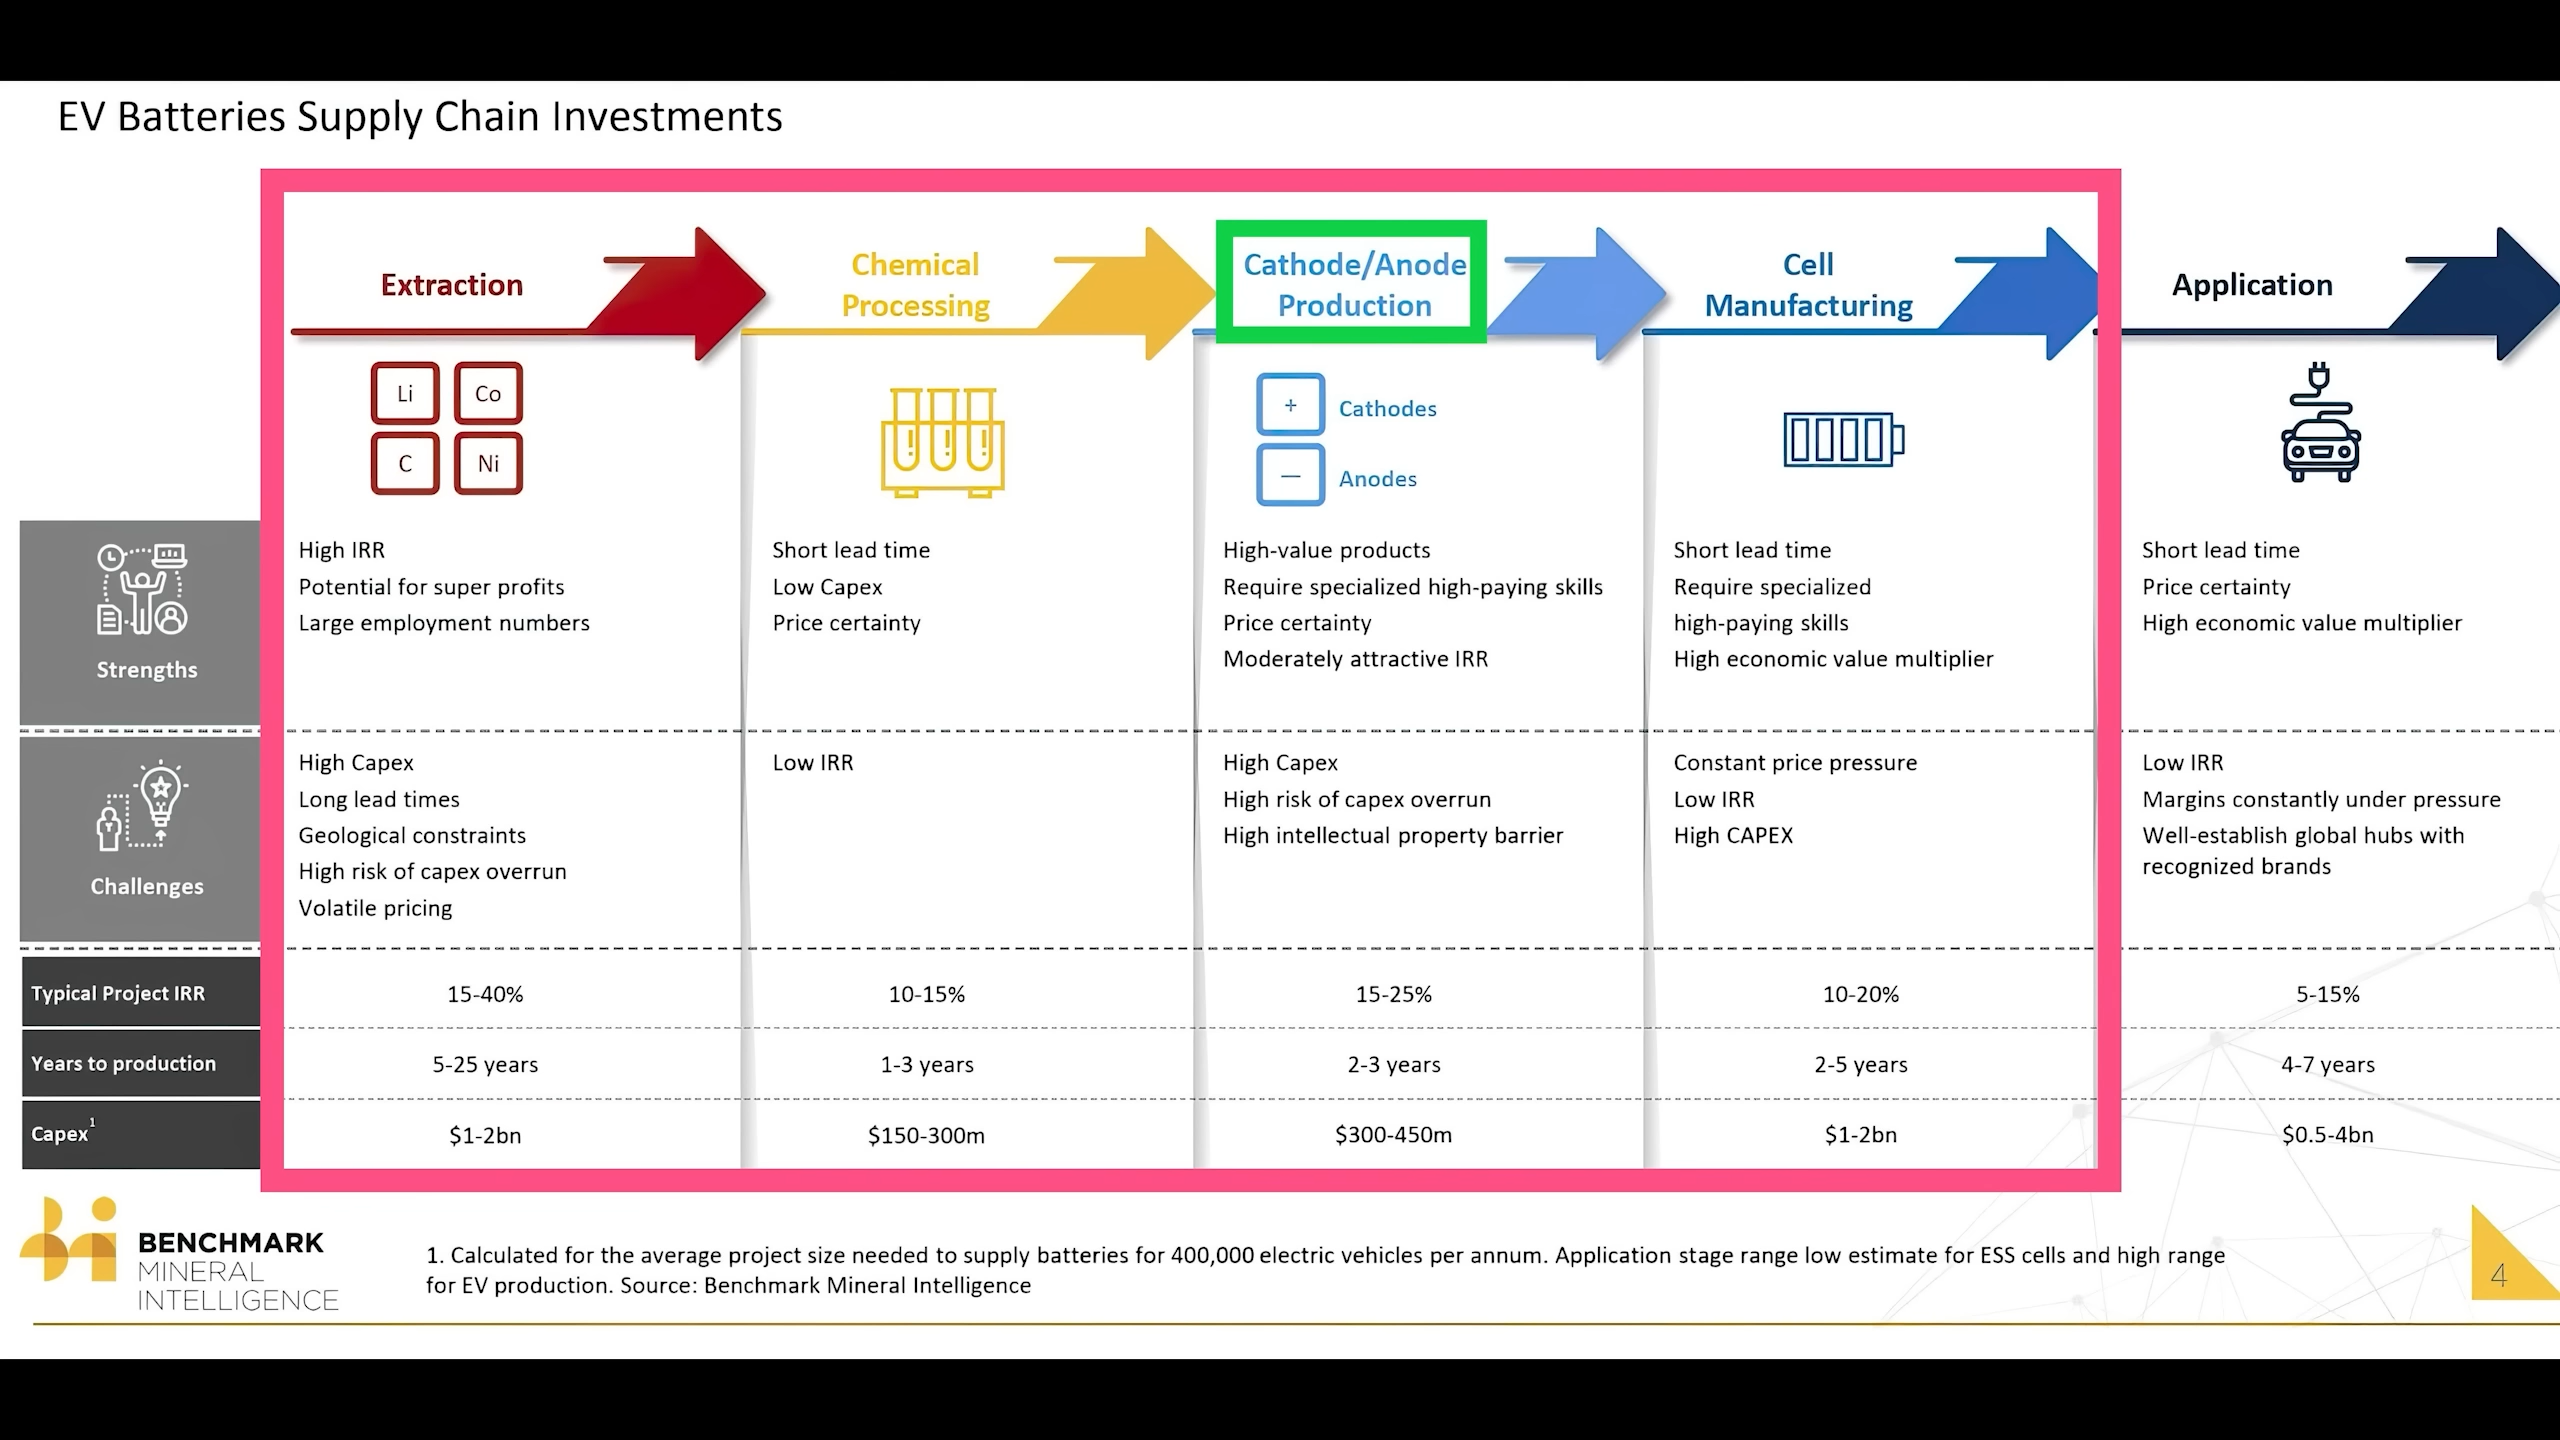 EV Batteries Supply Chain Investments
Extraction
Chemical
Processing
Cathode/Anode
Production
Cell
Manufacturing
Application
Li
Co
C
Ni
+
Cathodes
—
Anodes
Strengths
High IRR
Potential for super profits
Large employment numbers
Short lead time
Low Capex
Price certainty
High-value products
Require specialized high-paying skills
Price certainty
Moderately attractive IRR
Short lead time
Require specialized
high-paying skills
High economic value multiplier
Short lead time
Price certainty
High economic value multiplier
Challenges
High Capex
Long lead times
Geological constraints
High risk of capex overrun
Volatile pricing
Low IRR
High Capex
High risk of capex overrun
High intellectual property barrier
Constant price pressure
Low IRR
High CAPEX
Low IRR
Margins constantly under pressure
Well-establish global hubs with
recognized brands
Typical Project IRR 15-40% 10-15% 15-25% 10-20% 5-15%
Years to production 5-25 years 1-3 years 2-3 years 2-5 years 4-7 years
Capex¹ $1-2bn $150-300m $300-450m $1-2bn $0.5-4bn
BENCHMARK
MINERAL
INTELLIGENCE
1. Calculated for the average project size needed to supply batteries for 400,000 electric vehicles per annum. Application stage range low estimate for ESS cells and high range
for EV production. Source: Benchmark Mineral Intelligence
4